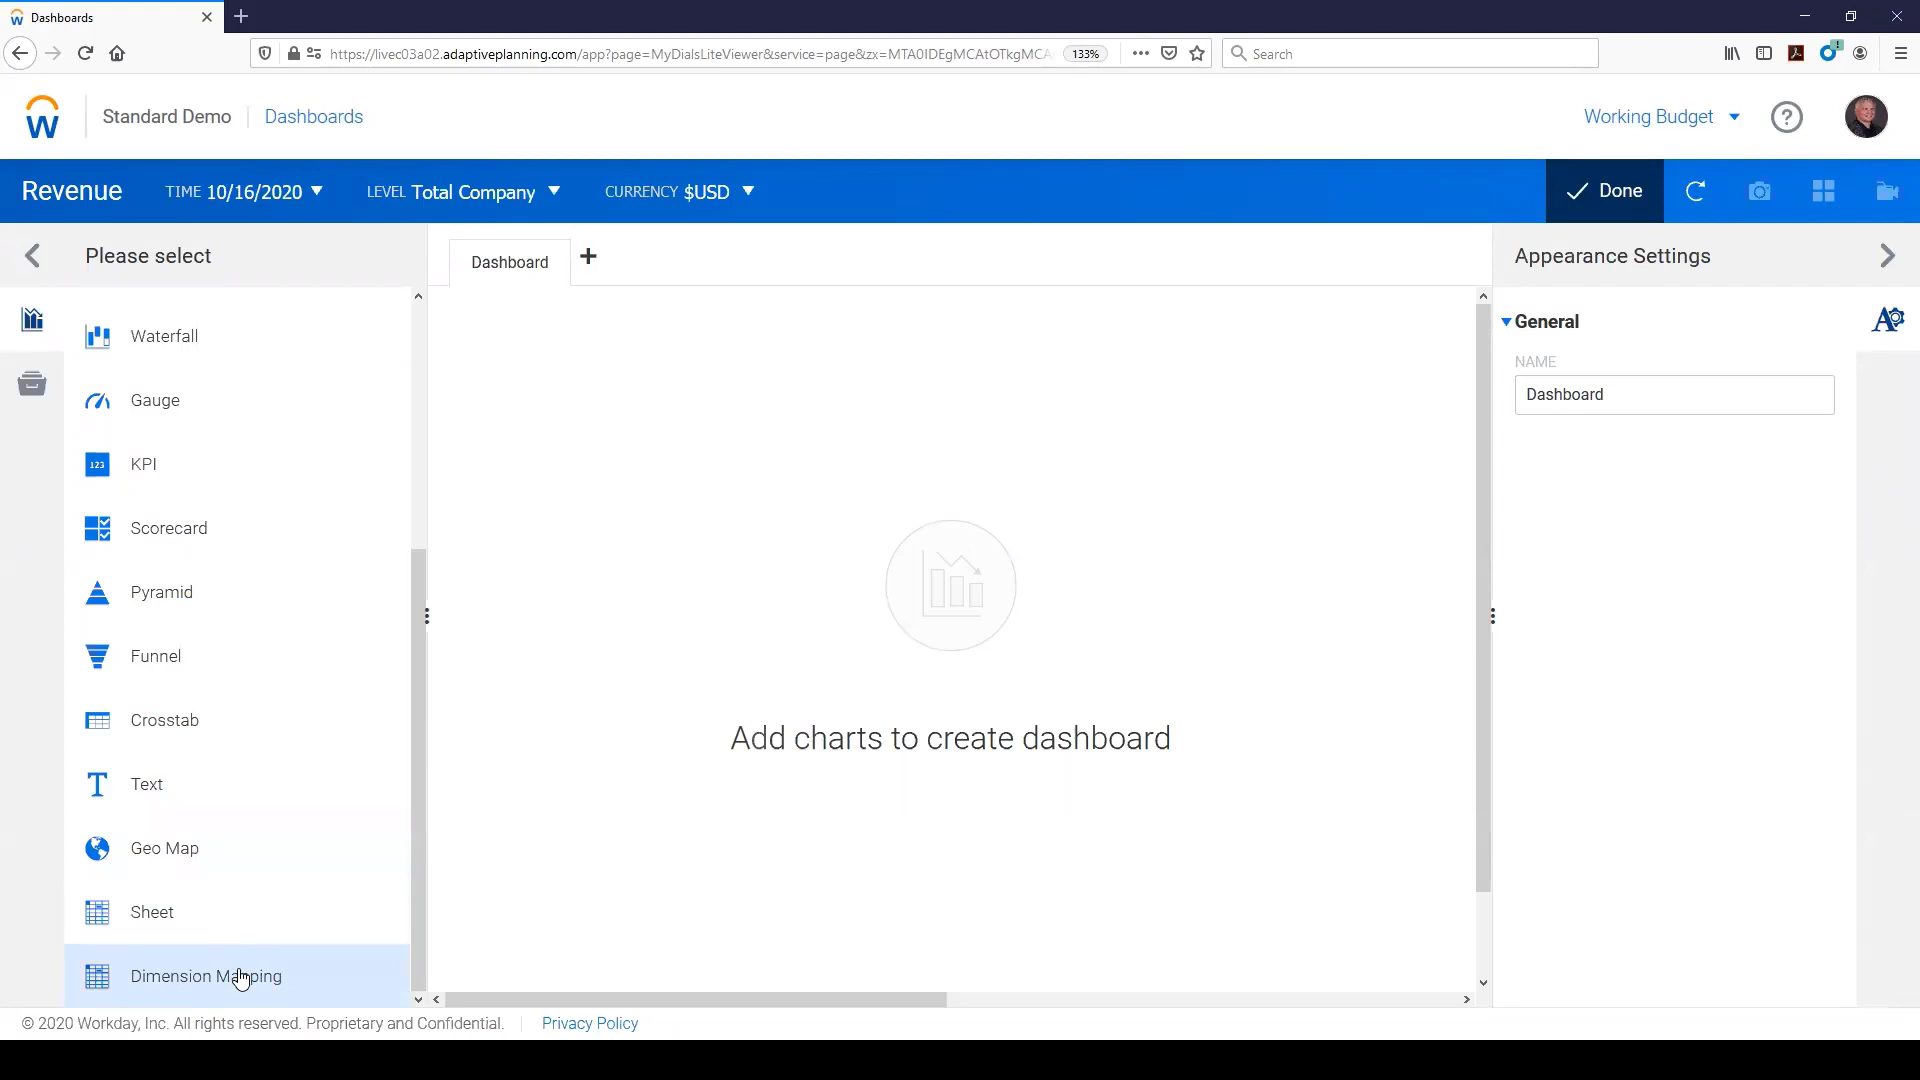 Dashboards
https://livec03a02.adaptiveplanning.com/app?page=MyDialsLiteViewer&service=page&zx=MTA0IDEgMCAtOTkgMCA
133%
Search
W
Standard Demo
Dashboards
Working Budget
?
Revenue
TIME 10/16/2020
LEVEL Total Company
CURRENCY $USD
Done
Please select
Dashboard
Appearance Settings
Waterfall
Gauge
123
KPI
Scorecard
Pyramid
Funnel
Crosstab
T
Text
Geo Map
Sheet
Dimension Mapping
Add charts to create dashboard
General
A
NAME
Dashboard
© 2020 Workday, Inc. All rights reserved. Proprietary and Confidential.
Privacy Policy